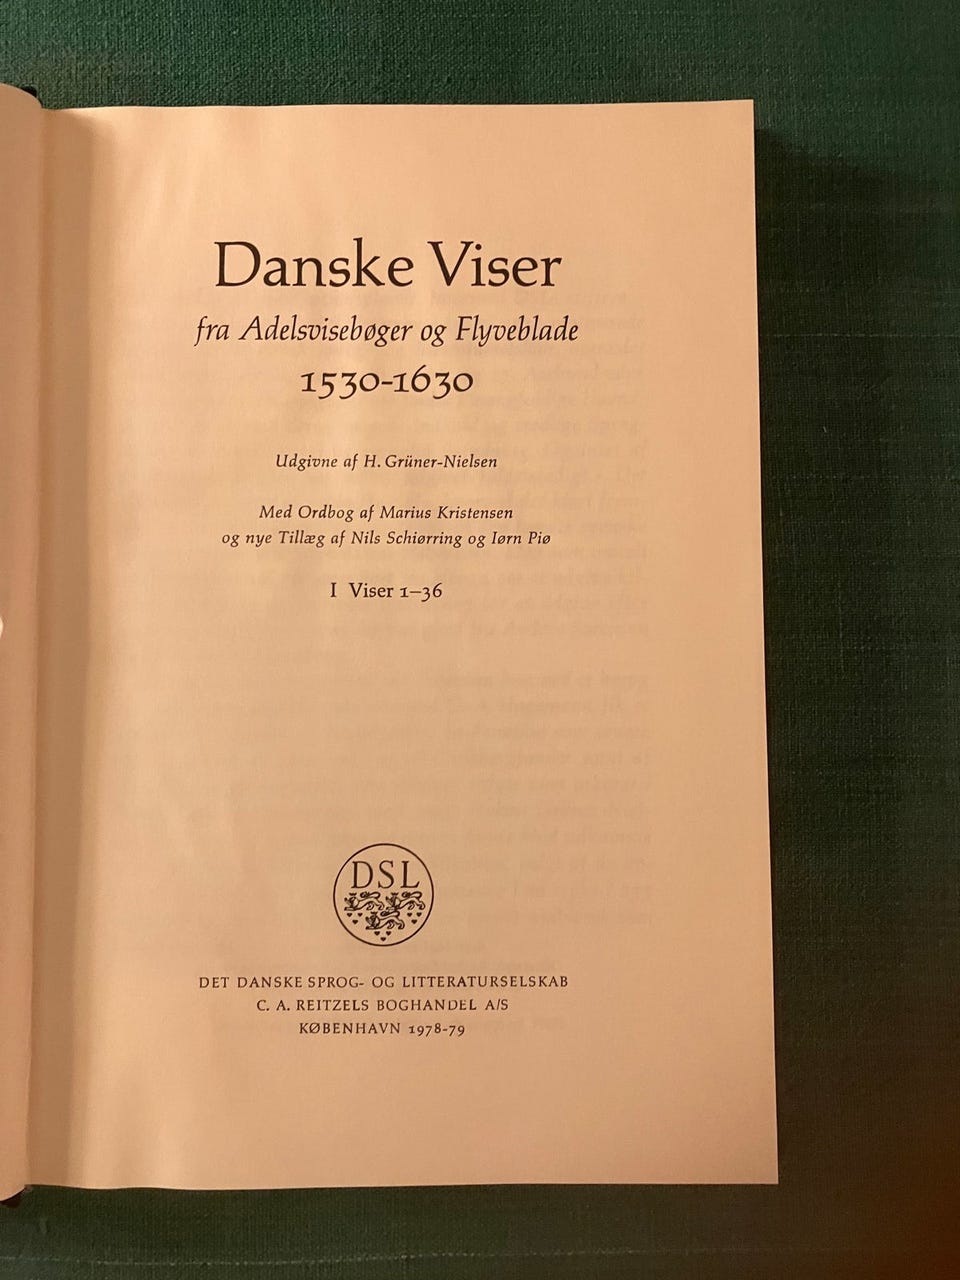 Danske Viser
fra Adelsvisebøger og Flyveblade
1530-1630
Udgivne af H. Grüner-Nielsen
Med Ordbog af Marius Kristensen
og nye Tillæg af Nils Schiørring og Iørn Piø
I Viser 1–36
DSL
DET DANSKE SPROG- OG LITTERATURSELSKAB
C. A. REITZELS BOGHANDEL A/S
KØBENHAVN 1978-79